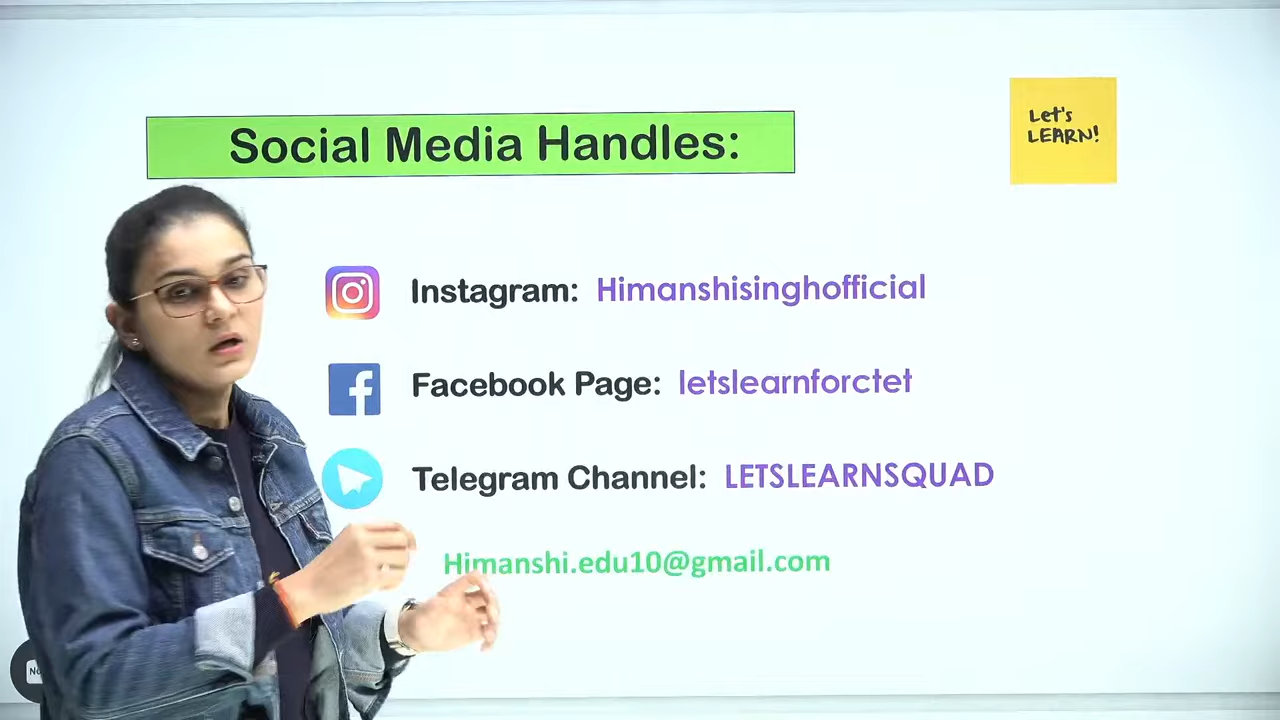 Let's
LEARN!
Social Media Handles:
Instagram: Himanshisinghofficial
Facebook Page: letslearnforctet
Telegram Channel: LETSLEARNSQUAD
Himanshi.edu10@gmail.com